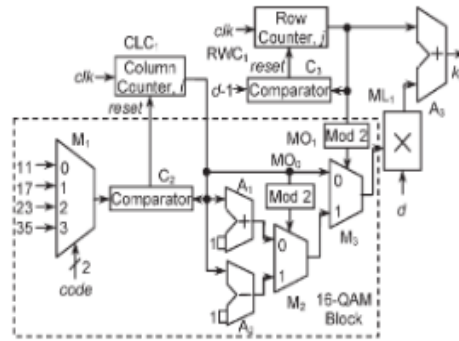 clk
Row
Counter, j
CLC₁
RWC₁
reset
C₃
clk
Column
Counter, i
d-1
Comparator
ML₁
A₃
k
reset
MO₁
Mod 2
M₁
C₂
MO₀
11
0
17
1
23
2
35
3
Comparator
A₁
Mod 2
0
1
M₃
d
1
0
1
M₂
2
code
1
16-QAM
Block